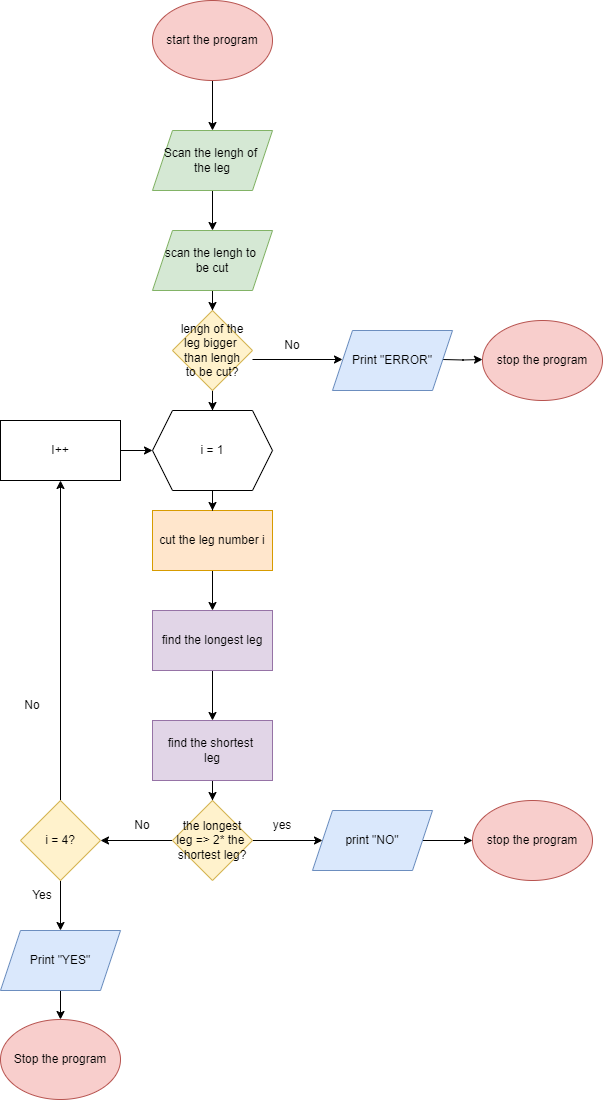 start the program
Scan the lengh of
the leg
scan the lengh to
be cut
lengh of the
leg bigger
than lengh
to be cut?
No
Print "ERROR"
stop the program
I++
i = 1
cut the leg number i
find the longest leg
No
find the shortest
leg
i = 4?
No
the longest
leg => 2* the
shortest leg?
yes
print "NO"
stop the program
Yes
Print "YES"
Stop the program